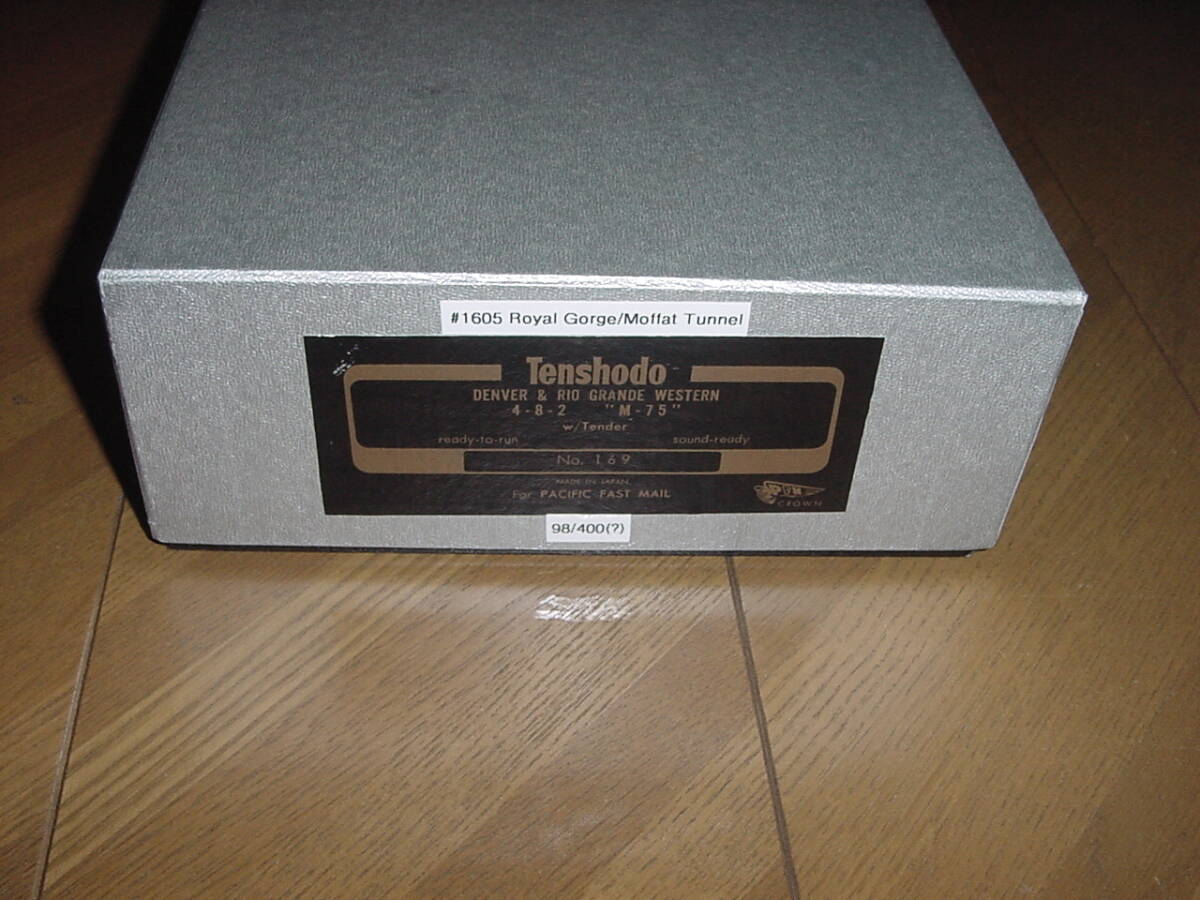 #1605 Royal Gorge/Moffat Tunnel
Tenshodo
DENVER & RIO GRANDE WESTERN
4-8-2 "M-75"
w/Tender
ready-to-run sound-ready
No. 169
MADE IN JAPAN
For PACIFIC FAST MAIL
PFM
CROWN
98/400(?)